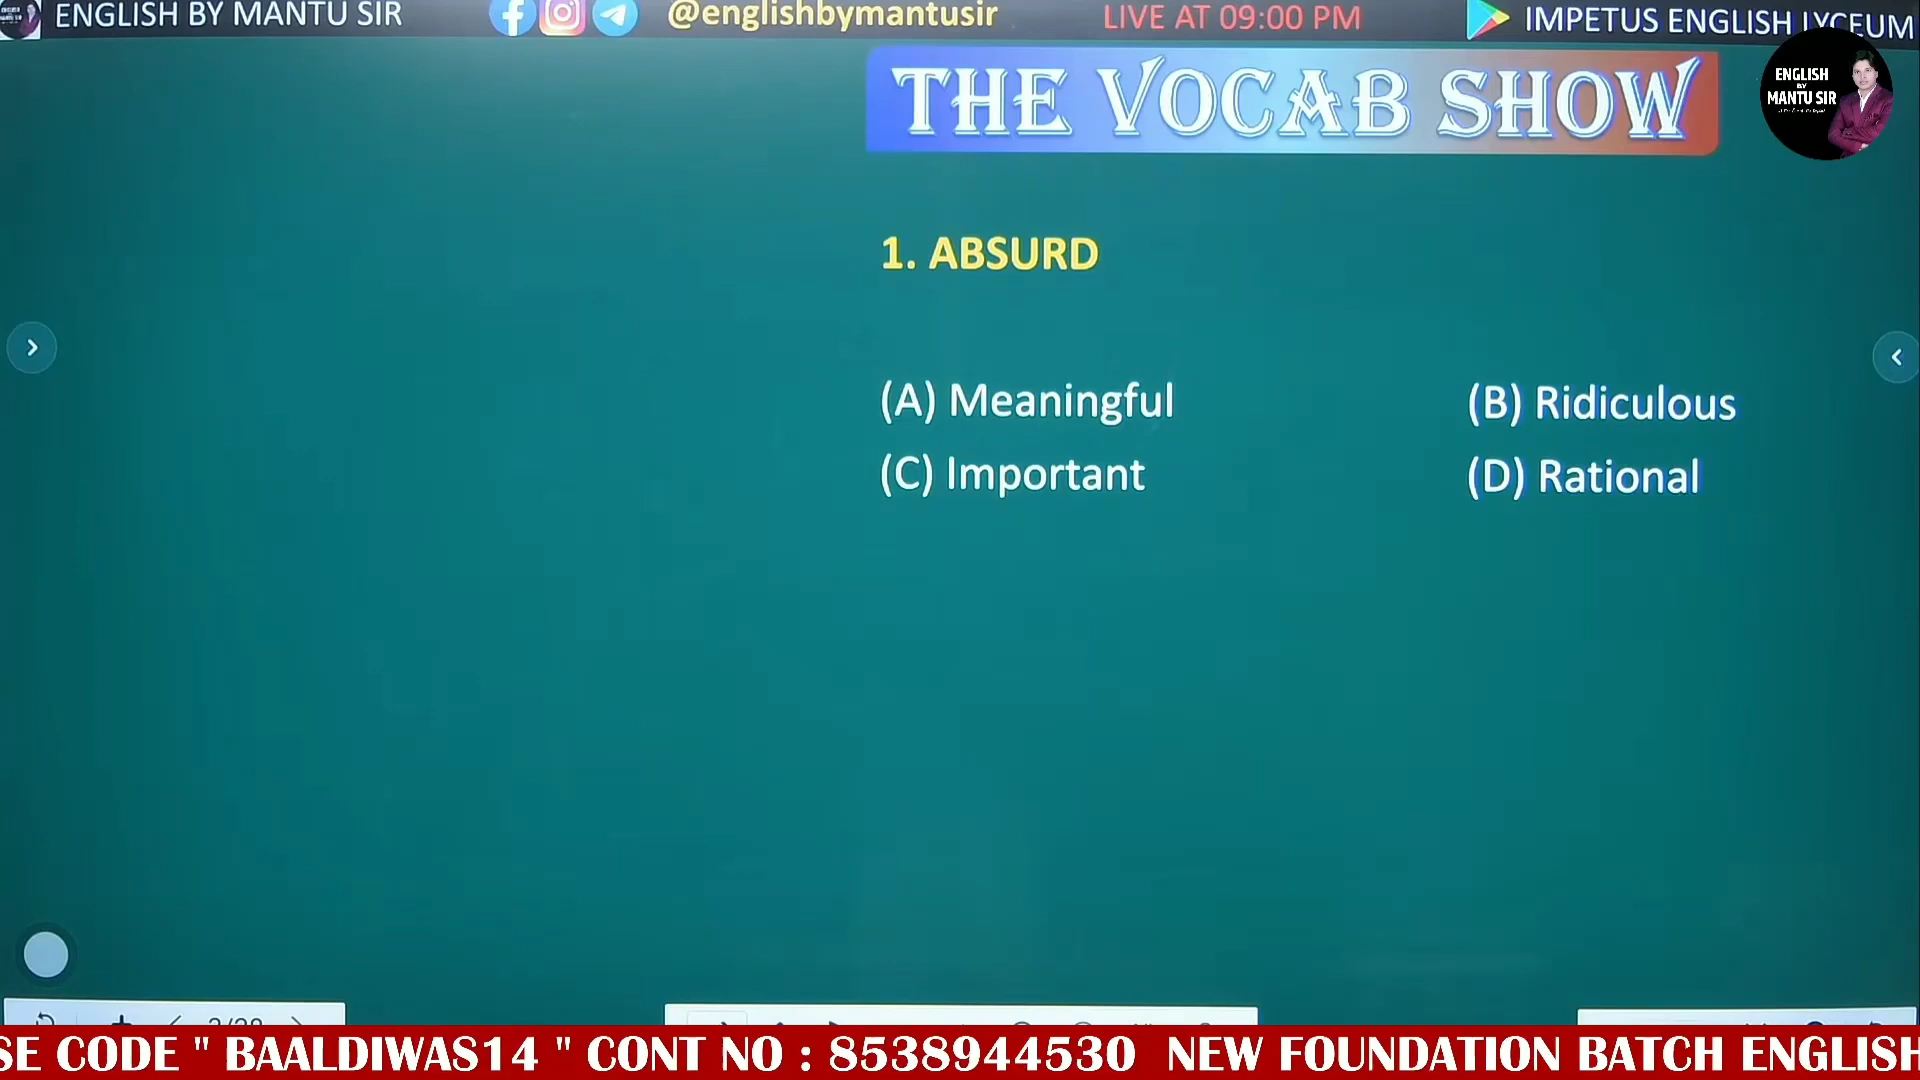 ENGLISH BY MANTU SIR
@englishbymantusir
LIVE AT 09:00 PM
IMPETUS ENGLISH LYCEUM
THE VOCAB SHOW
ENGLISH
BY
MANTU SIR
1. ABSURD
(A) Meaningful
(B) Ridiculous
(C) Important
(D) Rational
SE CODE " BAALDIWAS14 " CONT NO : 8538944530 NEW FOUNDATION BATCH ENGLISH